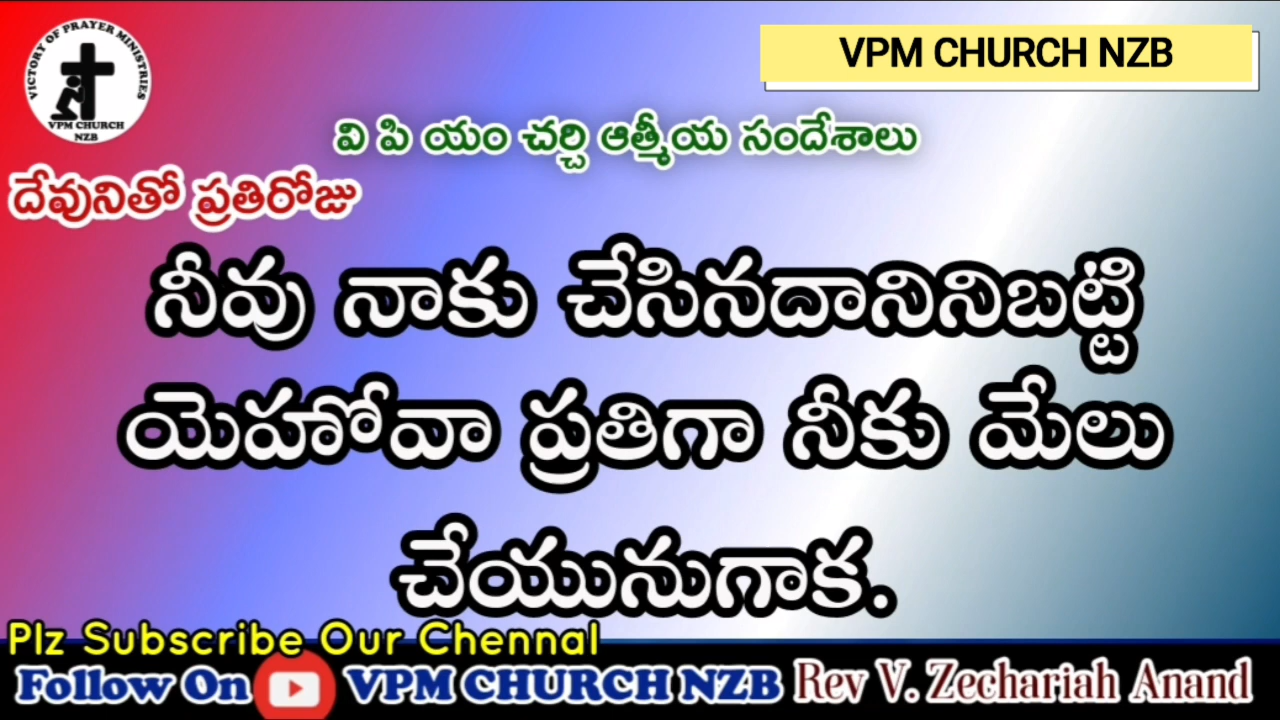 VICTORY OF PRAYER MINISTRIES
VPM CHURCH
NZB
VPM CHURCH NZB
వి పి యం చర్చి ఆత్మీయ సందేశాలు
దేవునితో ప్రతిరోజు
నీవు నాకు చేసినదానినిబట్టి
యెహోవా ప్రతిగా నీకు మేలు
చేయునుగాక.
Plz Subscribe Our Chennal
Follow On VPM CHURCH NZB Rev V. Zechariah Anand